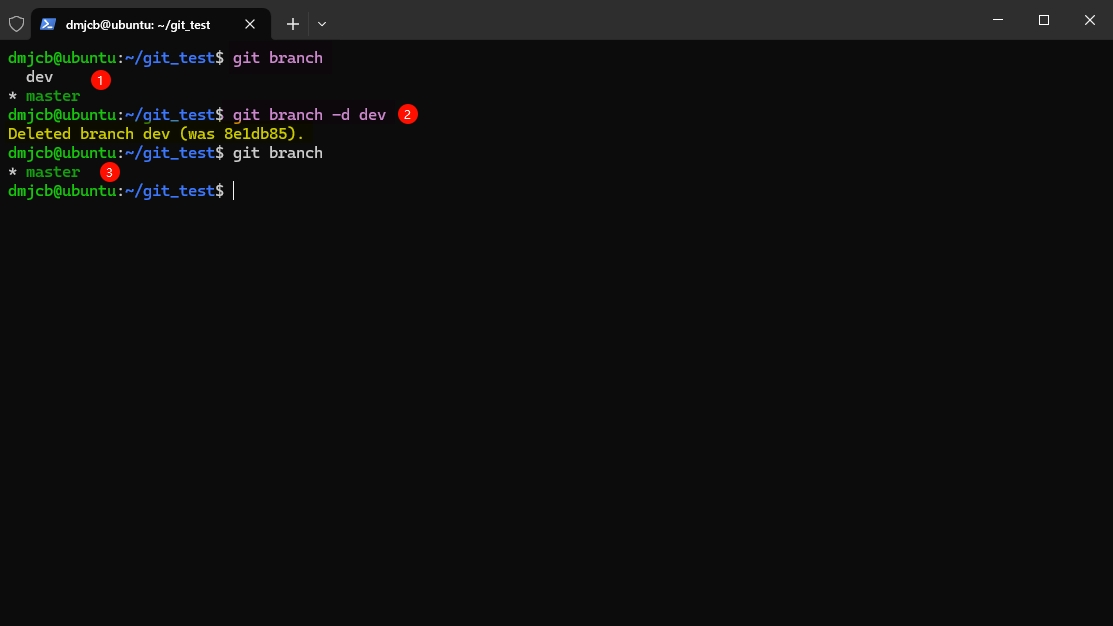 dmjcb@ubuntu: ~/git_test
dmjcb@ubuntu:~/git_test$ git branch
  dev
1
* master
dmjcb@ubuntu:~/git_test$ git branch -d dev 2
Deleted branch dev (was 8e1db85).
dmjcb@ubuntu:~/git_test$ git branch
* master 3
dmjcb@ubuntu:~/git_test$